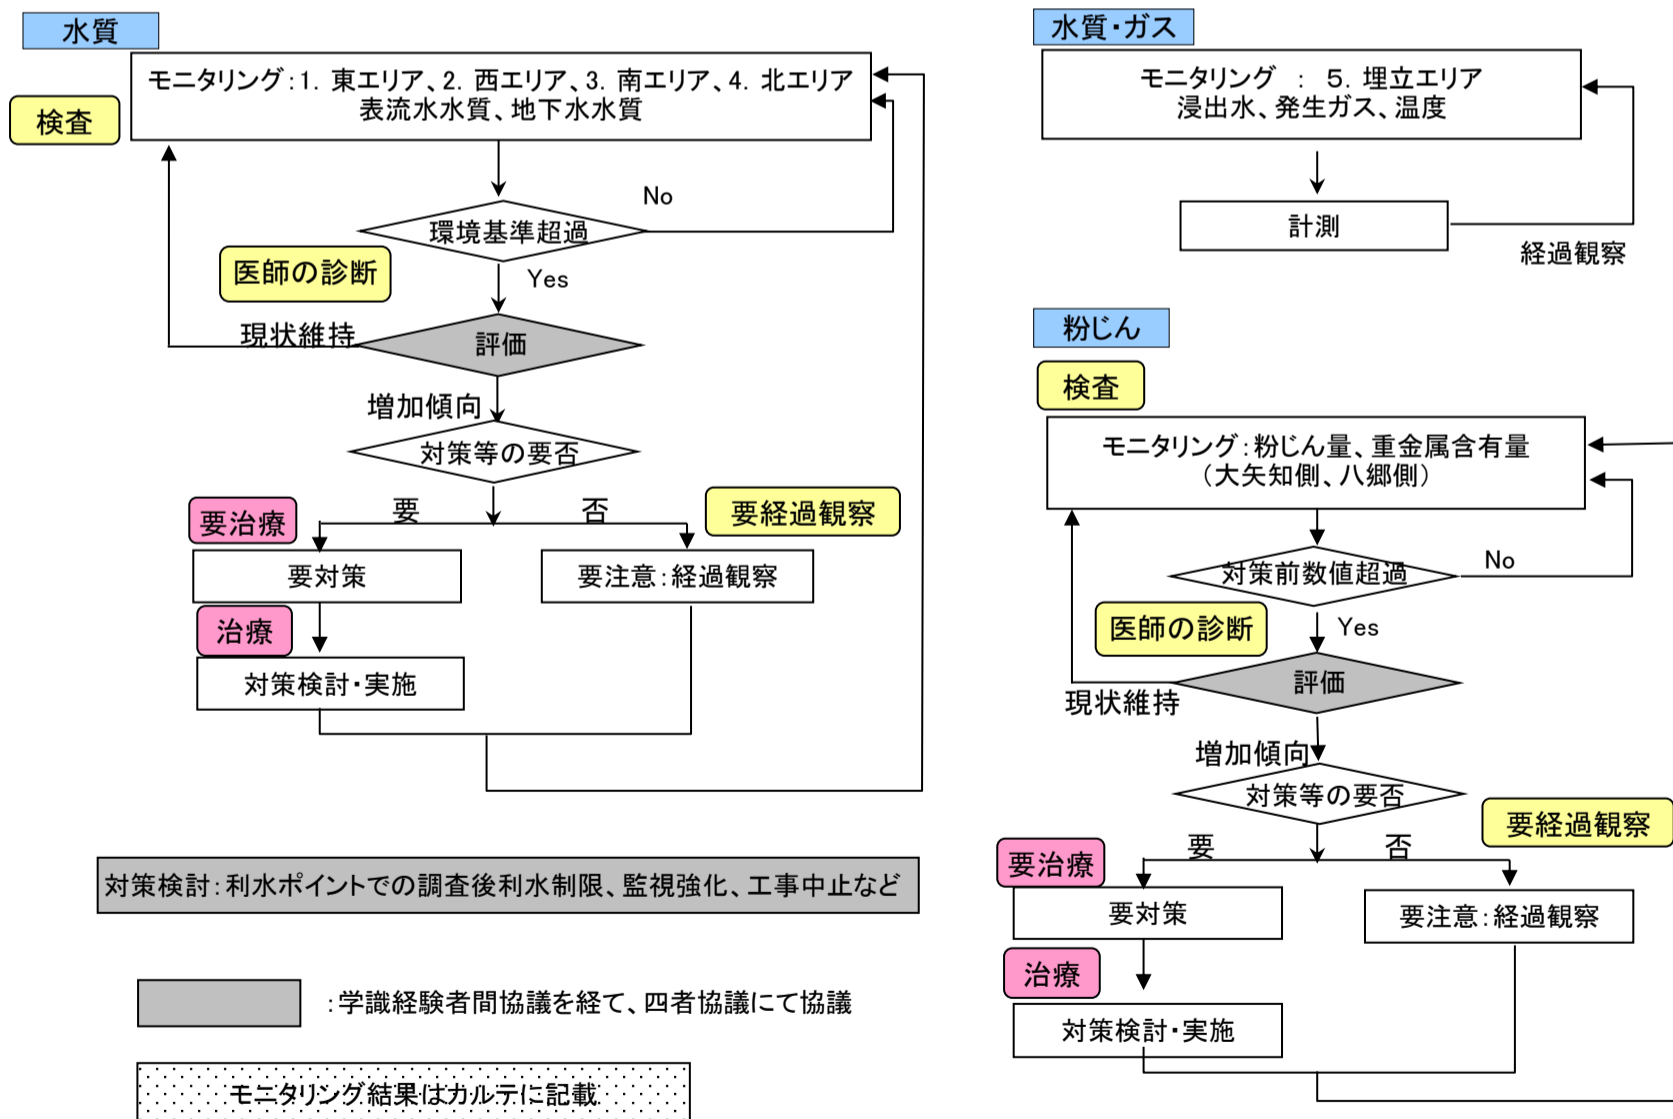 水質
モニタリング：1．東エリア、2．西エリア、3．南エリア、4．北エリア
表流水水質、地下水水質
検査
No
環境基準超過
医師の診断
Yes
現状維持
評価
増加傾向
対策等の要否
要治療
要
否
要経過観察
要対策
要注意：経過観察
治療
対策検討・実施
対策検討：利水ポイントでの調査後利水制限、監視強化、工事中止など
：学識経験者間協議を経て、四者協議にて協議
モニタリング結果はカルテに記載
水質・ガス
モニタリング ： 5．埋立エリア
浸出水、発生ガス、温度
計測
経過観察
粉じん
検査
モニタリング：粉じん量、重金属含有量
（大矢知側、八郷側）
対策前数値超過
No
医師の診断
Yes
評価
現状維持
増加傾向
対策等の要否
要経過観察
要治療
要
否
要対策
要注意：経過観察
治療
対策検討・実施